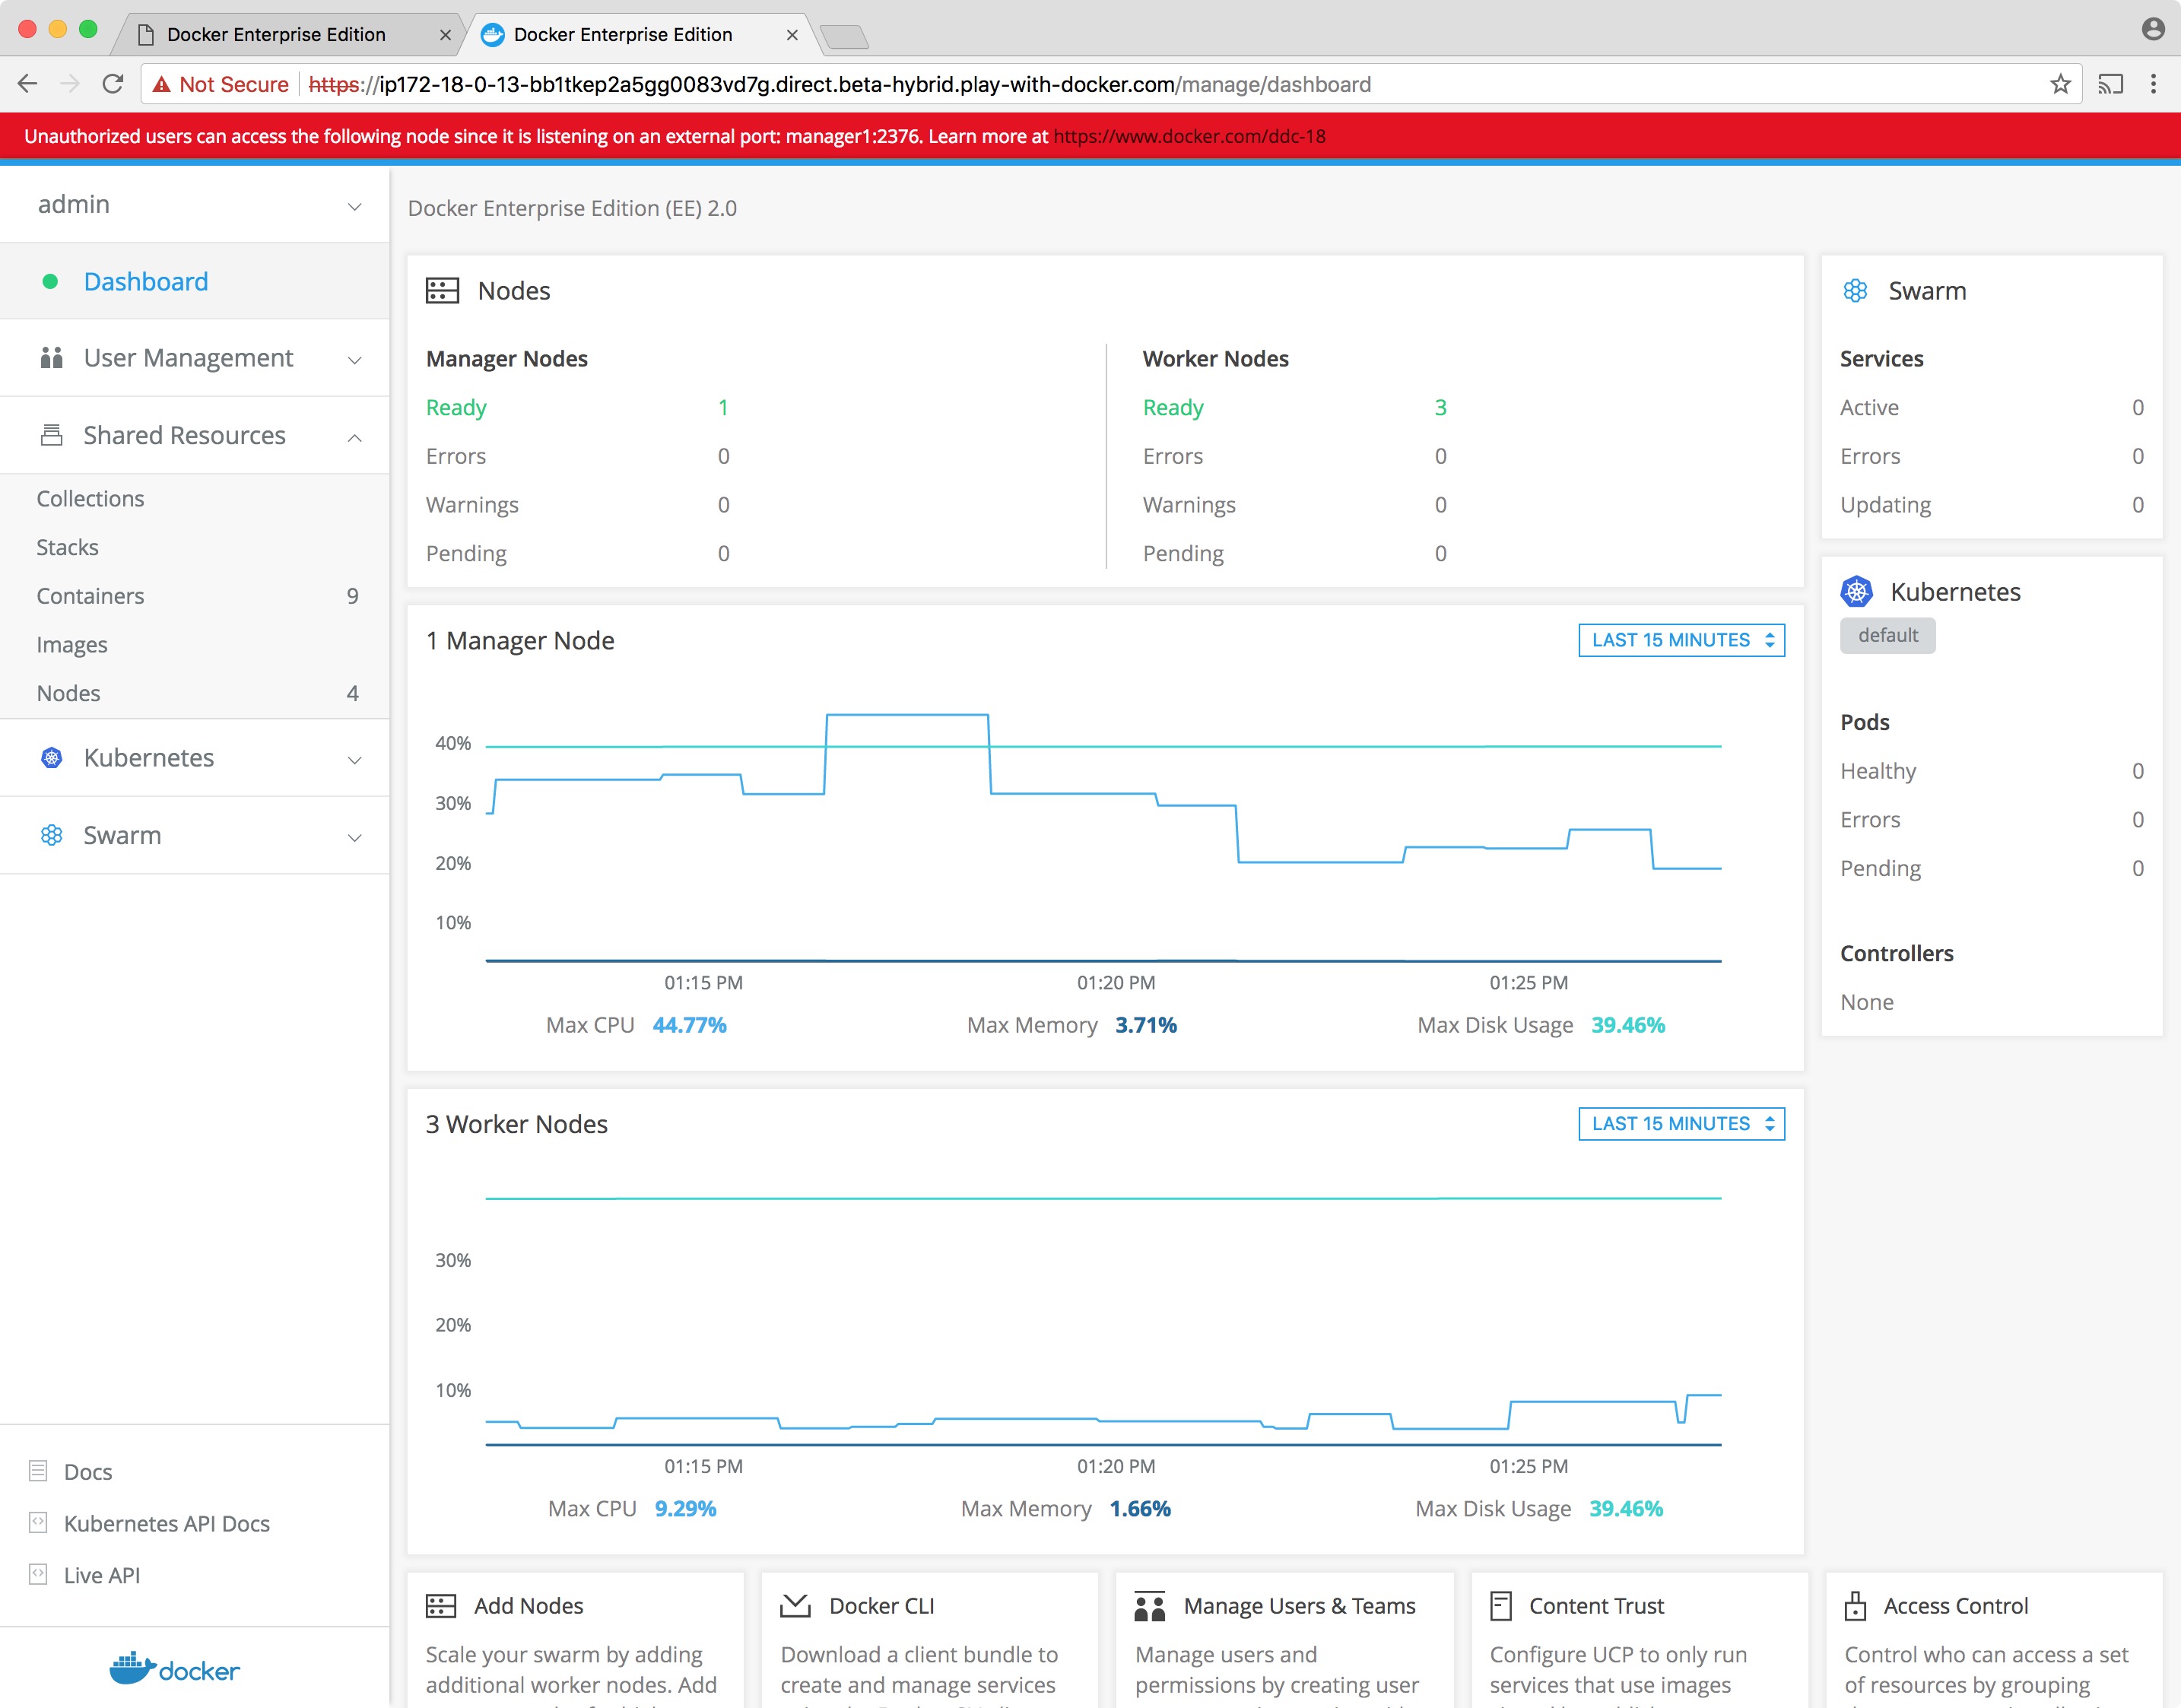 Docker Enterprise Edition
Docker Enterprise Edition
Not Secure https://ip172-18-0-13-bb1tkep2a5gg0083vd7g.direct.beta-hybrid.play-with-docker.com/manage/dashboard
Unauthorized users can access the following node since it is listening on an external port: manager1:2376. Learn more at https://www.docker.com/ddc-18
admin
Dashboard
User Management
Shared Resources
Collections
Stacks
Containers 9
Images
Nodes 4
Kubernetes
Swarm
Docs
Kubernetes API Docs
Live API
docker
Docker Enterprise Edition (EE) 2.0
Nodes
Manager Nodes
Ready 1
Errors 0
Warnings 0
Pending 0
Worker Nodes
Ready 3
Errors 0
Warnings 0
Pending 0
1 Manager Node
LAST 15 MINUTES
40%
30%
20%
10%
01:15 PM 01:20 PM 01:25 PM
Max CPU 44.77% Max Memory 3.71% Max Disk Usage 39.46%
3 Worker Nodes
LAST 15 MINUTES
30%
20%
10%
01:15 PM 01:20 PM 01:25 PM
Max CPU 9.29% Max Memory 1.66% Max Disk Usage 39.46%
Swarm
Services
Active 0
Errors 0
Updating 0
Kubernetes
default
Pods
Healthy 0
Errors 0
Pending 0
Controllers
None
Add Nodes
Scale your swarm by adding
additional worker nodes. Add
Docker CLI
Download a client bundle to
create and manage services
Manage Users & Teams
Manage users and
permissions by creating user
Content Trust
Configure UCP to only run
services that use images
Access Control
Control who can access a set
of resources by grouping